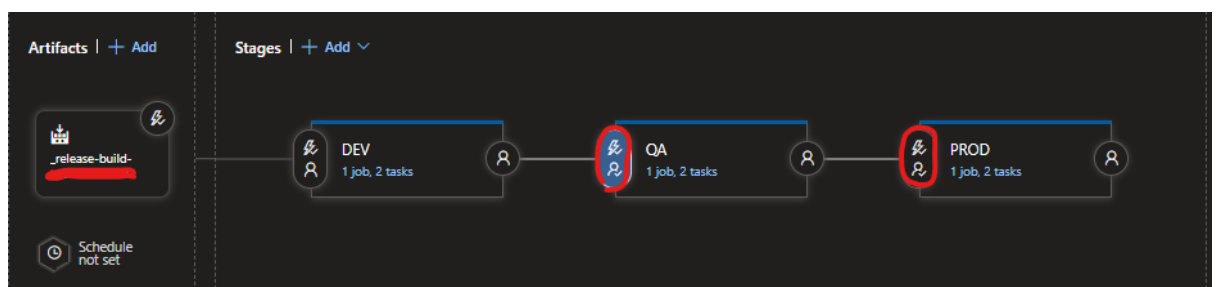 Artifacts | + Add
Stages | + Add
_release-build-
DEV
1 job, 2 tasks
QA
1 job, 2 tasks
PROD
1 job, 2 tasks
Schedule
not set